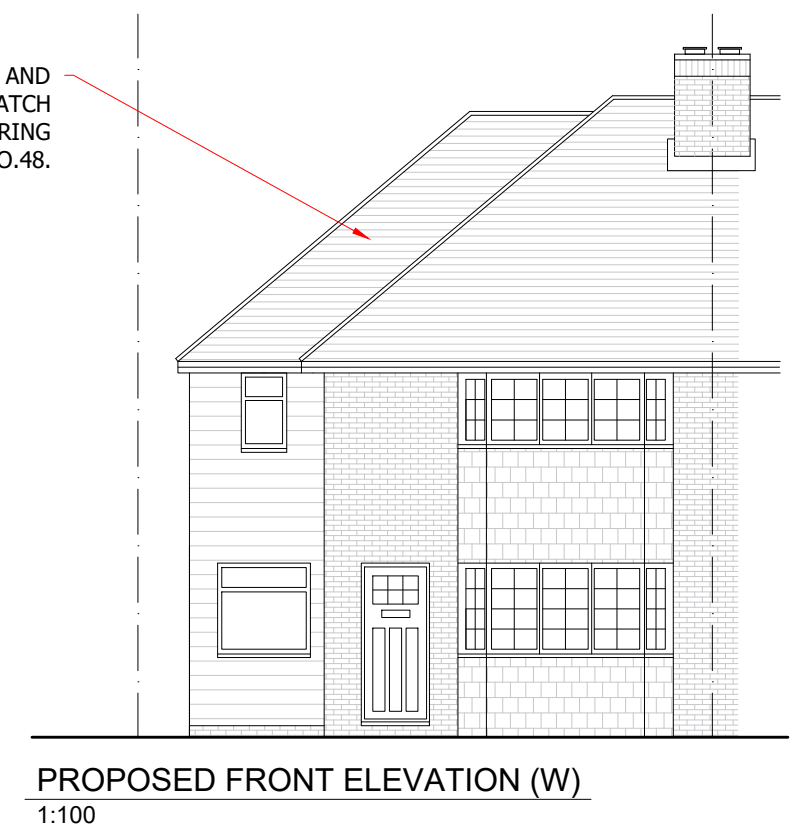 AND
ATCH
RING
O.48.
PROPOSED FRONT ELEVATION (W)
1:100